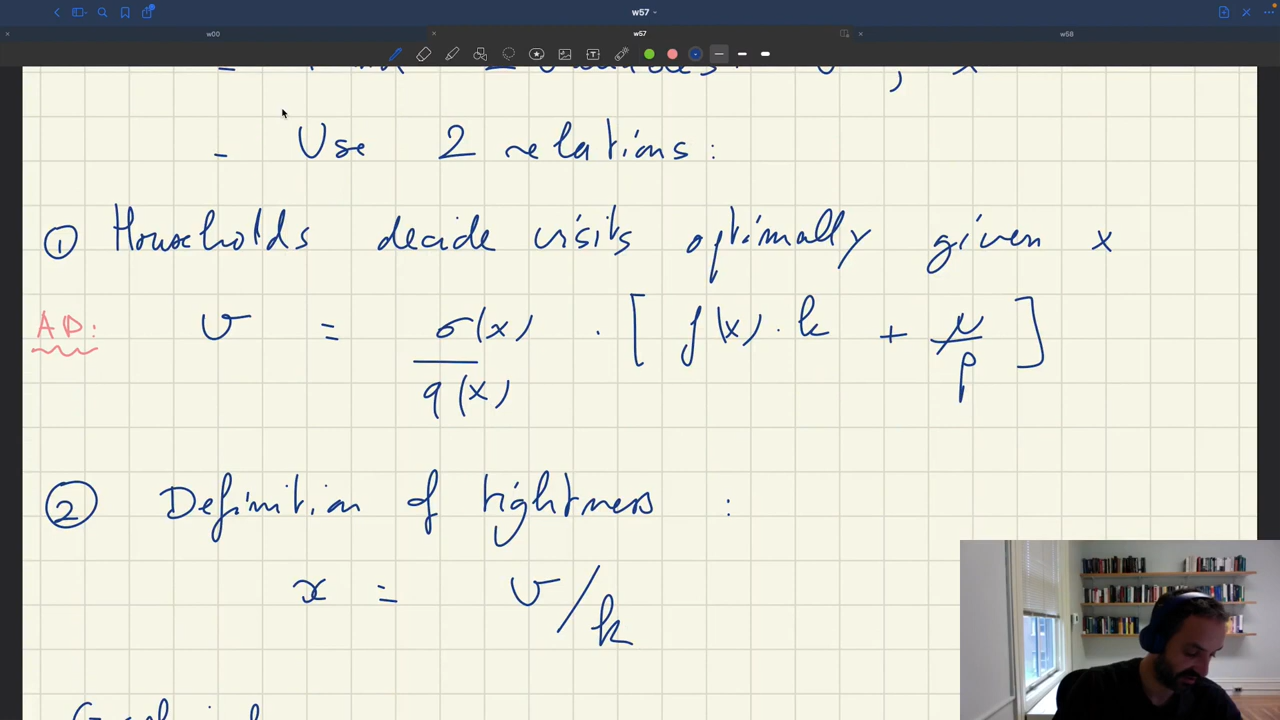 w57
w00
w57
w58
- Use 2 relations:
① Households decide visits optimally given x
AD: v = σ(x) / q(x) · [ f(x) · k + μ/p ]
② Definition of tightness :
x = v/k